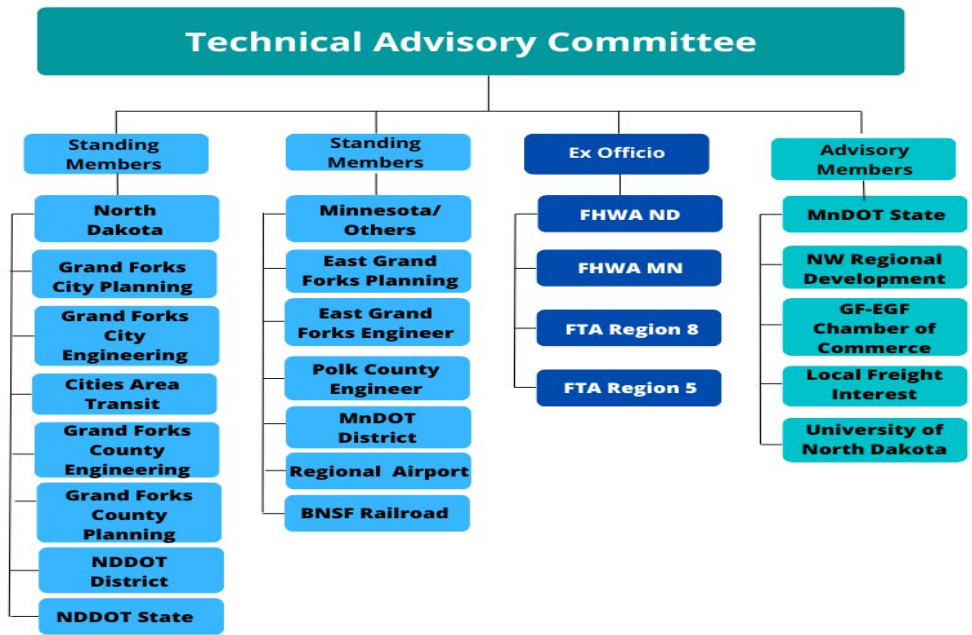 Technical Advisory Committee
Standing
Members
North
Dakota
Grand Forks
City Planning
Grand Forks
City
Engineering
Cities Area
Transit
Grand Forks
County
Engineering
Grand Forks
County
Planning
NDDOT
District
NDDOT State
Standing
Members
Minnesota/
Others
East Grand
Forks Planning
East Grand
Forks Engineer
Polk County
Engineer
MnDOT
District
Regional Airport
BNSF Railroad
Ex Officio
FHWA ND
FHWA MN
FTA Region 8
FTA Region 5
Advisory
Members
MnDOT State
NW Regional
Development
GF-EGF
Chamber of
Commerce
Local Freight
Interest
University of
North Dakota